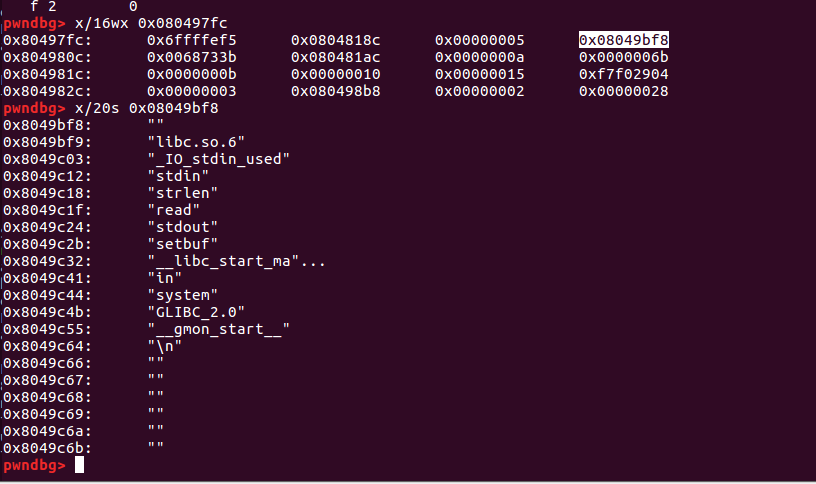 f 2 0
pwndbg> x/16wx 0x080497fc
0x80497fc: 0x6ffffef5 0x0804818c 0x00000005 0x08049bf8
0x804980c: 0x0068733b 0x080481ac 0x0000000a 0x0000006b
0x804981c: 0x0000000b 0x00000010 0x00000015 0xf7f02904
0x804982c: 0x00000003 0x080498b8 0x00000002 0x00000028
pwndbg> x/20s 0x08049bf8
0x8049bf8: ""
0x8049bf9: "libc.so.6"
0x8049c03: "_IO_stdin_used"
0x8049c12: "stdin"
0x8049c18: "strlen"
0x8049c1f: "read"
0x8049c24: "stdout"
0x8049c2b: "setbuf"
0x8049c32: "__libc_start_ma"...
0x8049c41: "in"
0x8049c44: "system"
0x8049c4b: "GLIBC_2.0"
0x8049c55: "__gmon_start__"
0x8049c64: "\n"
0x8049c66: ""
0x8049c67: ""
0x8049c68: ""
0x8049c69: ""
0x8049c6a: ""
0x8049c6b: ""
pwndbg>